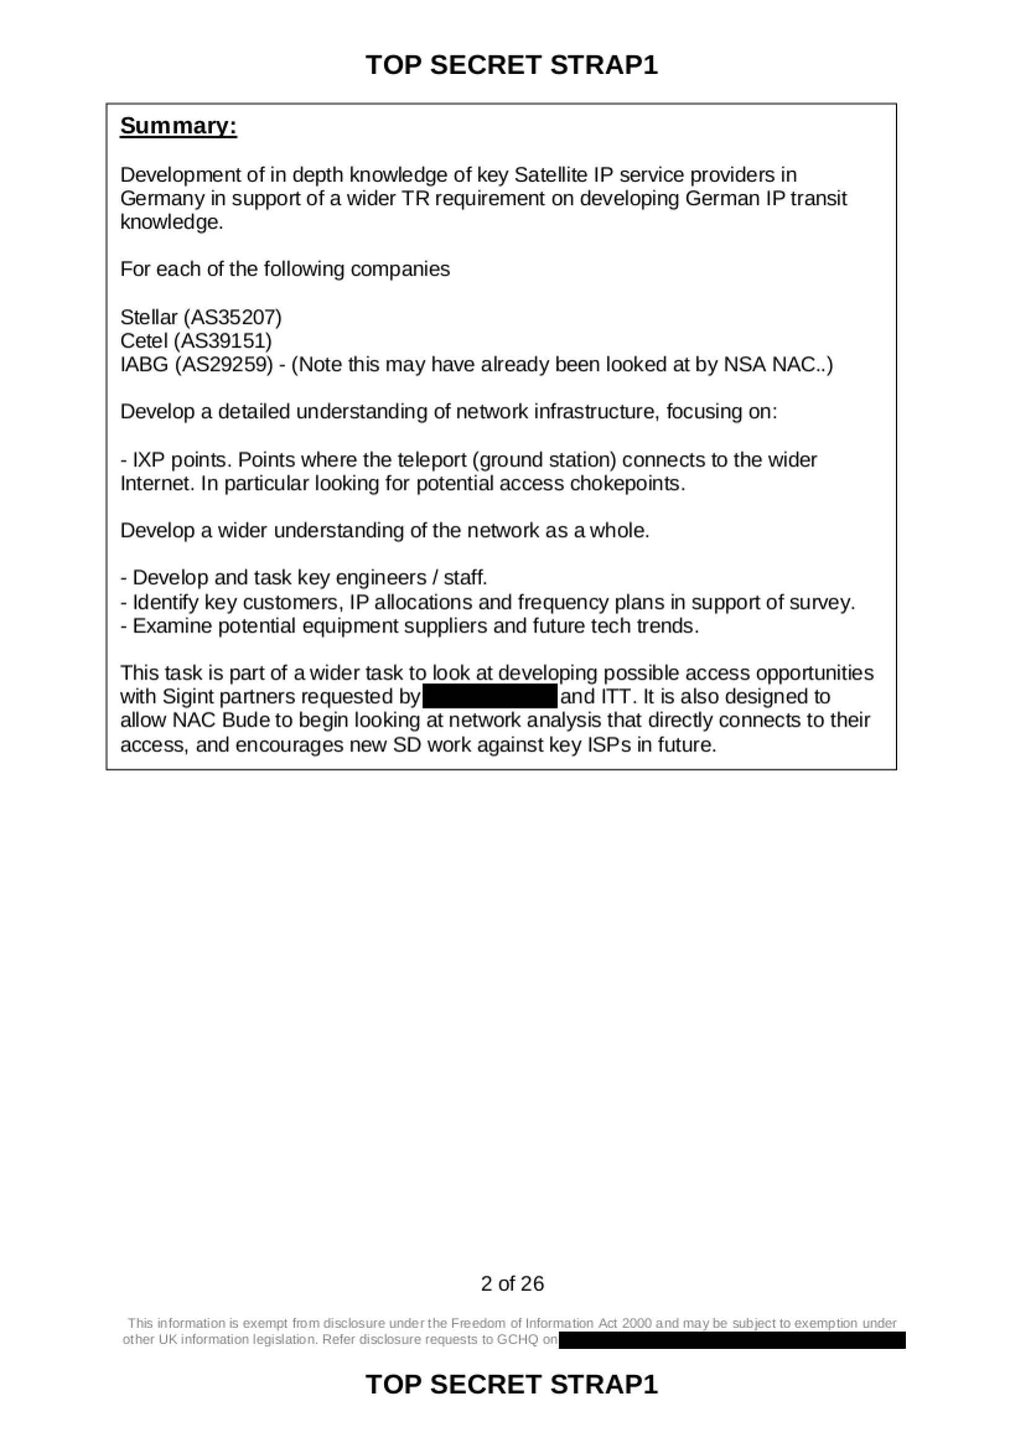 TOP SECRET STRAP1
Summary:
Development of in depth knowledge of key Satellite IP service providers in
Germany in support of a wider TR requirement on developing German IP transit
knowledge.
For each of the following companies
Stellar (AS35207)
Cetel (AS39151)
IABG (AS29259) - (Note this may have already been looked at by NSA NAC..)
Develop a detailed understanding of network infrastructure, focusing on:
- IXP points. Points where the teleport (ground station) connects to the wider
Internet. In particular looking for potential access chokepoints.
Develop a wider understanding of the network as a whole.
- Develop and task key engineers / staff.
- Identify key customers, IP allocations and frequency plans in support of survey.
- Examine potential equipment suppliers and future tech trends.
This task is part of a wider task to look at developing possible access opportunities
with Sigint partners requested by and ITT. It is also designed to
allow NAC Bude to begin looking at network analysis that directly connects to their
access, and encourages new SD work against key ISPs in future.
2 of 26
This information is exempt from disclosure under the Freedom of Information Act 2000 and may be subject to exemption under
other UK information legislation. Refer disclosure requests to GCHQ on
TOP SECRET STRAP1